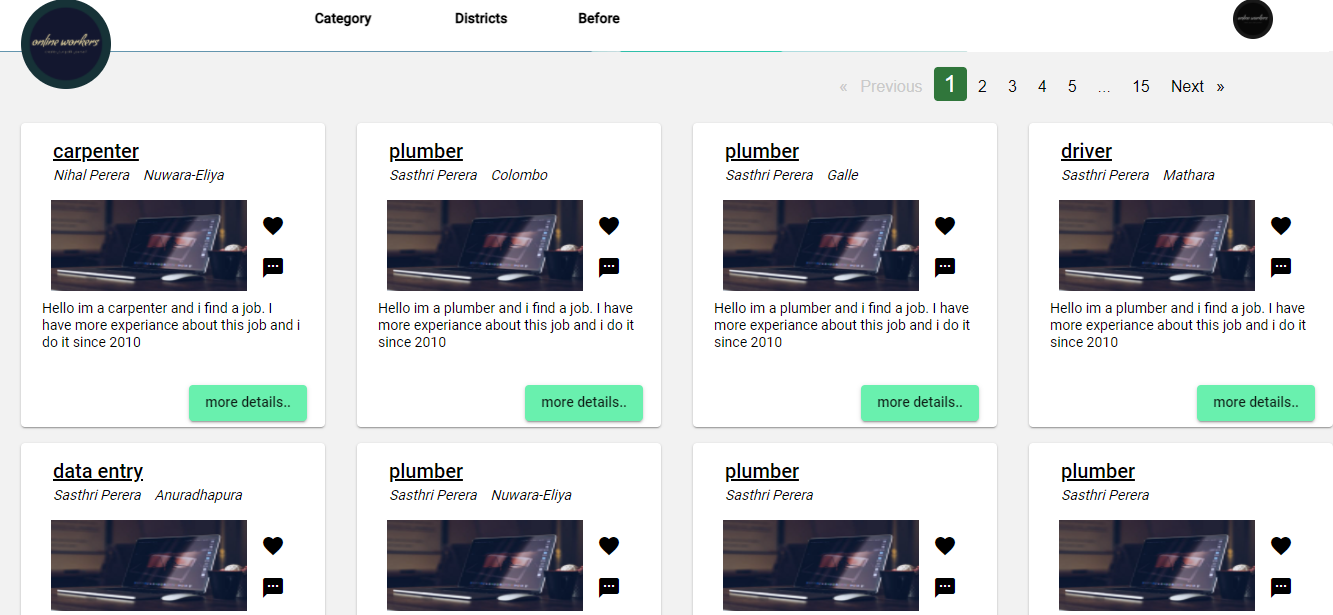 online workers
Category Districts Before
« Previous 1 2 3 4 5 ... 15 Next »
carpenter
Nihal Perera Nuwara-Eliya
Hello im a carpenter and i find a job. I
have more experiance about this job and i
do it since 2010
more details..
plumber
Sasthri Perera Colombo
Hello im a plumber and i find a job. I have
more experiance about this job and i do it
since 2010
more details..
plumber
Sasthri Perera Galle
Hello im a plumber and i find a job. I have
more experiance about this job and i do it
since 2010
more details..
driver
Sasthri Perera Mathara
Hello im a plumber and i find a job. I have
more experiance about this job and i do it
since 2010
more details..
data entry
Sasthri Perera Anuradhapura
plumber
Sasthri Perera Nuwara-Eliya
plumber
Sasthri Perera
plumber
Sasthri Perera